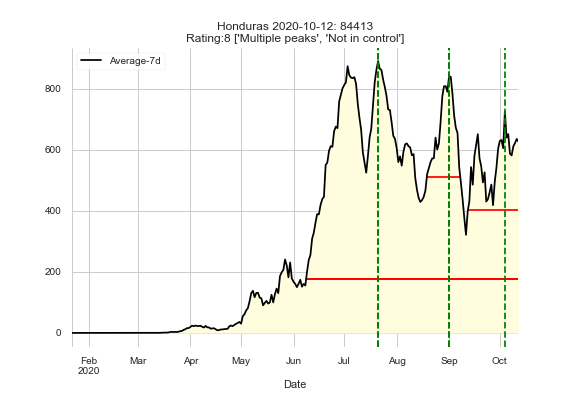 Honduras 2020-10-12: 84413
Rating:8 ['Multiple peaks', 'Not in control']
Average-7d
800
600
400
200
0
Feb Mar Apr May Jun Jul Aug Sep Oct
2020
Date